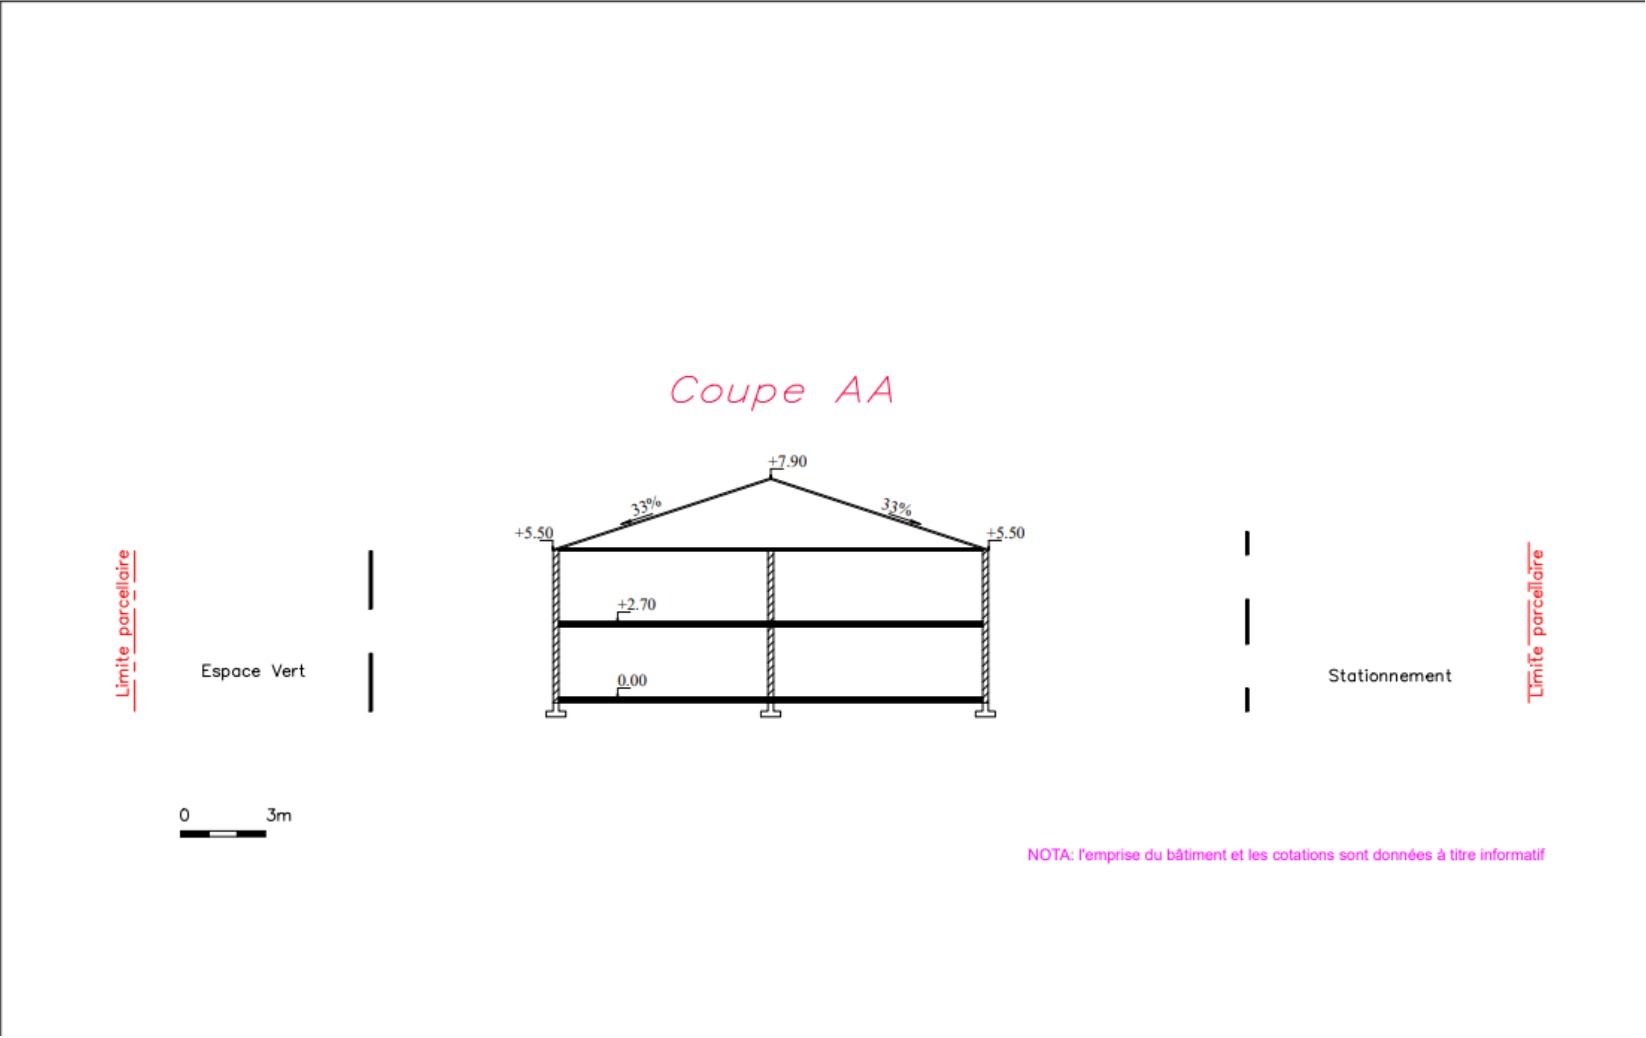 Coupe AA
+7.90
33%
33%
+5.50
+5.50
Limite parcellaire
Limite parcellaire
+2.70
Espace Vert
0.00
Stationnement
0
3m
NOTA: l'emprise du bâtiment et les cotations sont données à titre informatif